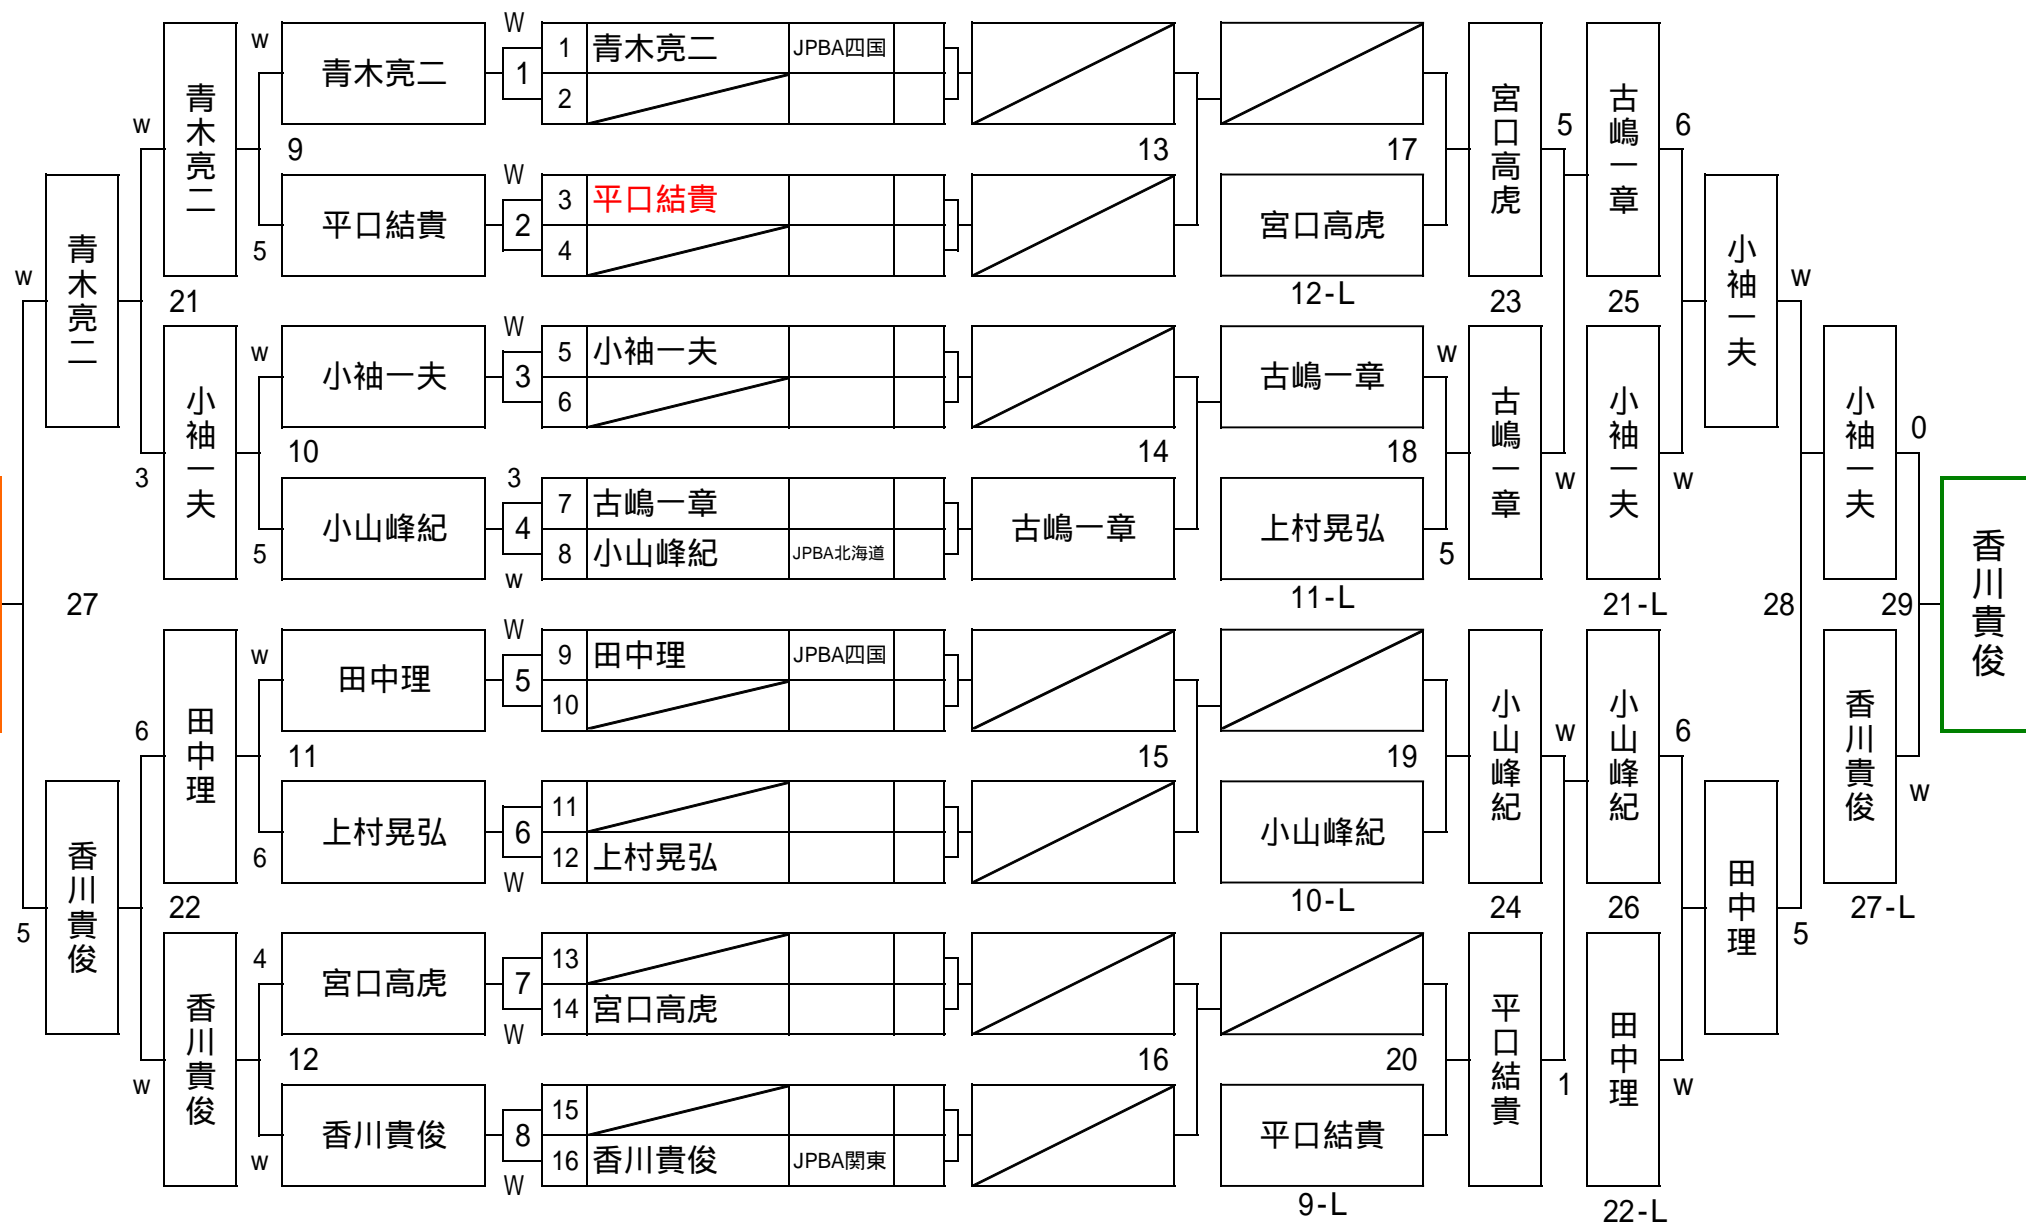 W
青木亮二
w
青木亮二
1
1
青木亮二
JPBA四国
2
宮口高虎
5
古嶋一章
6
w
9
13
17
W
平口結貴
2
3
平口結貴
4
5
宮口高虎
12-L
青木亮二
w
21
23
25
小袖一夫
w
W
小袖一夫
w
小袖一夫
3
5
小袖一夫
6
古嶋一章
w
古嶋一章
w
小袖一夫
w
小袖一夫
0
3
10
14
18
3
小山峰紀
5
4
7
古嶋一章
8
小山峰紀
JPBA北海道
w
古嶋一章
上村晃弘
5
11-L
21-L
27
28
29
香川貴俊
W
田中理
6
田中理
w
5
9
田中理
JPBA四国
10
小山峰紀
w
小山峰紀
6
香川貴俊
w
11
15
19
上村晃弘
6
6
11
12
上村晃弘
W
小山峰紀
10-L
香川貴俊
5
22
24
26
田中理
5
27-L
香川貴俊
w
宮口高虎
4
7
13
14
宮口高虎
W
平口結貴
1
田中理
w
12
16
20
香川貴俊
w
8
15
16
香川貴俊
JPBA関東
W
平口結貴
9-L
22-L